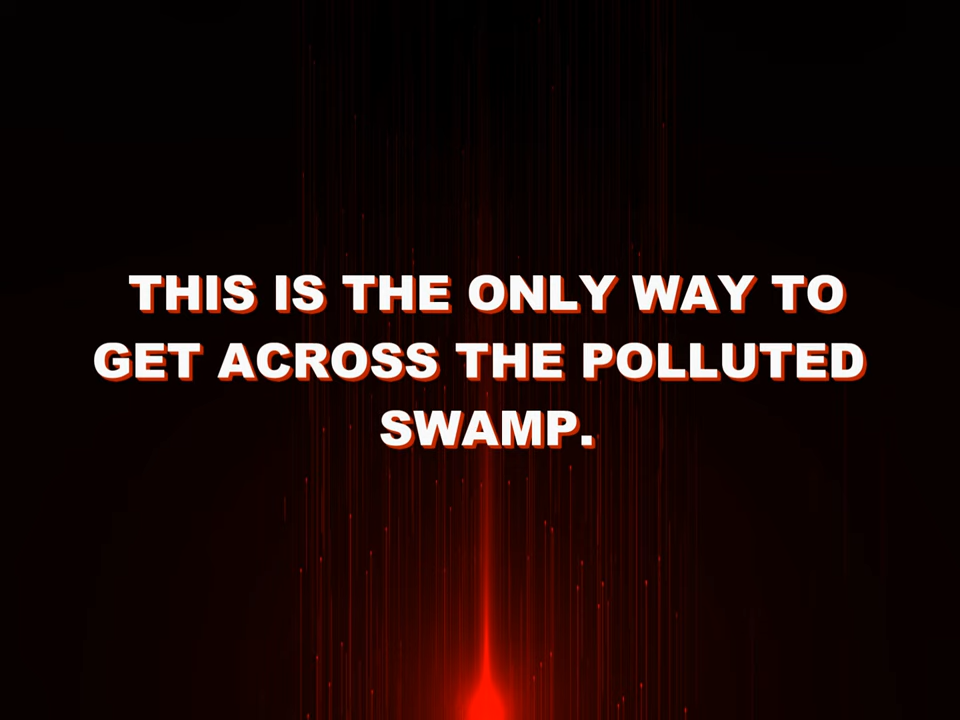 THIS IS THE ONLY WAY TO
GET ACROSS THE POLLUTED
SWAMP.